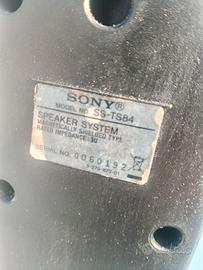 SONY®
MODEL NO. SS-TS84
SPEAKER SYSTEM
MAGNETICALLY SHIELDED TYPE
RATED IMPEDANCE 3Ω
SERIAL NO. 0060192